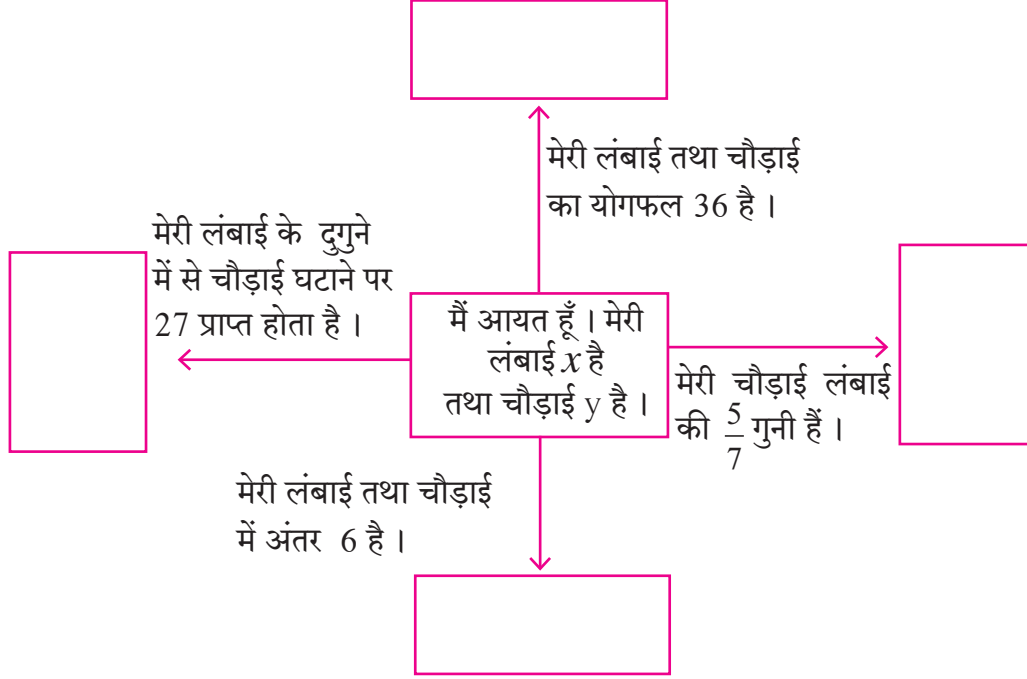 मेरी लंबाई तथा चौड़ाई
का योगफल 36 है ।
मेरी लंबाई के दुगुने
में से चौड़ाई घटाने पर
27 प्राप्त होता है ।
मैं आयत हूँ । मेरी
लंबाई x है
तथा चौड़ाई y है ।
मेरी चौड़ाई लंबाई
की 5/7 गुनी हैं ।
मेरी लंबाई तथा चौड़ाई
में अंतर 6 है ।